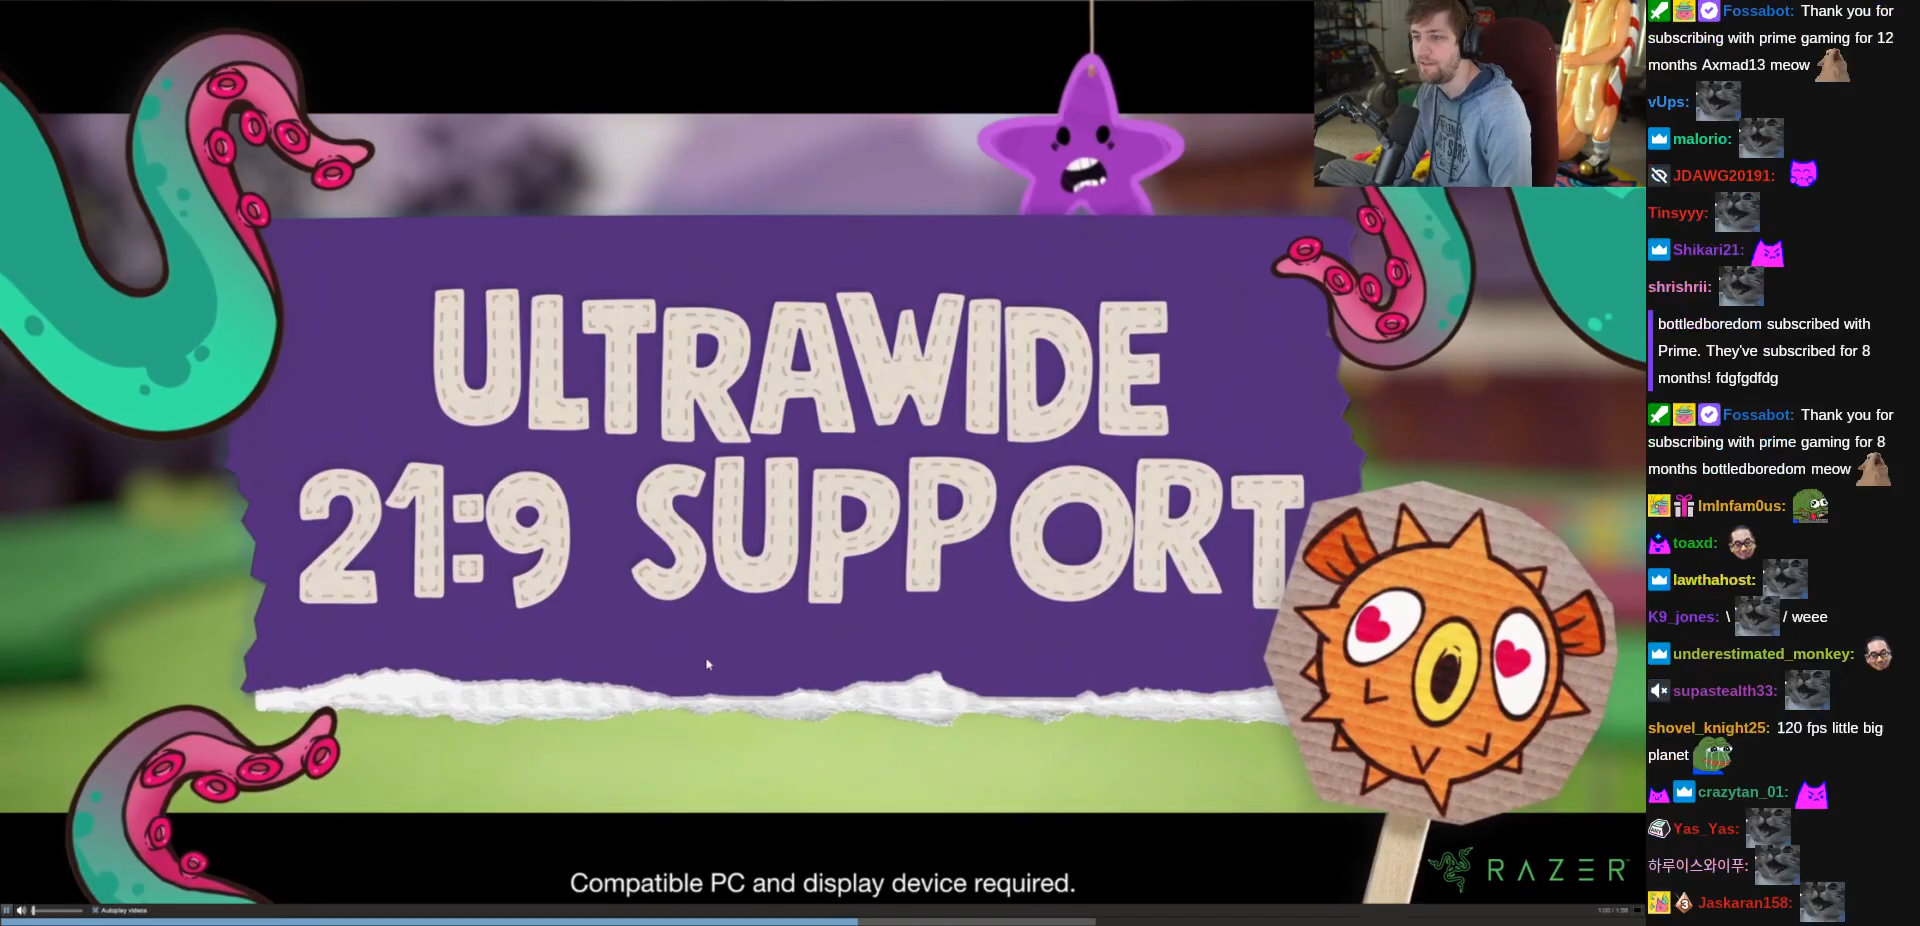 ULTRAWIDE
21:9 SUPPORT
Compatible PC and display device required.
RAZER
Autoplay videos
Fossabot: Thank you for
subscribing with prime gaming for 12
months Axmad13 meow
vUps:
malorio:
JDAWG20191:
Tinsyyy:
Shikari21:
shrishrii:
bottledboredom subscribed with
Prime. They've subscribed for 8
months! fdgfgdfdg
Fossabot: Thank you for
subscribing with prime gaming for 8
months bottledboredom meow
ImInfam0us:
toaxd:
lawthahost:
K9_jones: \ / weee
underestimated_monkey:
supastealth33:
shovel_knight25: 120 fps little big
planet
crazytan_01:
Yas_Yas:
하루이스와이푸:
3 Jaskaran158: